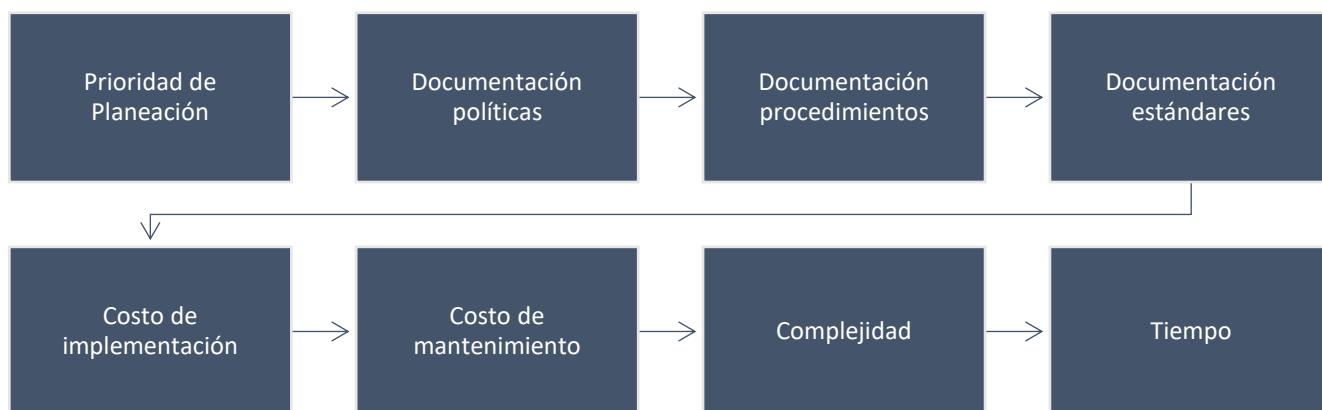 Prioridad de
Planeación
Documentación
políticas
Documentación
procedimientos
Documentación
estándares
Costo de
implementación
Costo de
mantenimiento
Complejidad
Tiempo